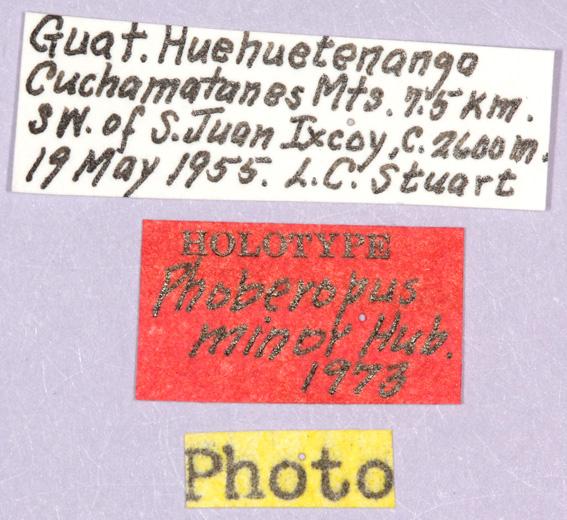 Guat. Huehuetenango
Cuchamatanes Mts. 7.5 Km.
SW. of S. Juan Ixcoy, c. 2600 m.
19 May 1955. L.C. Stuart
HOLOTYPE
Phoberopus
minor Hub.
1973
Photo